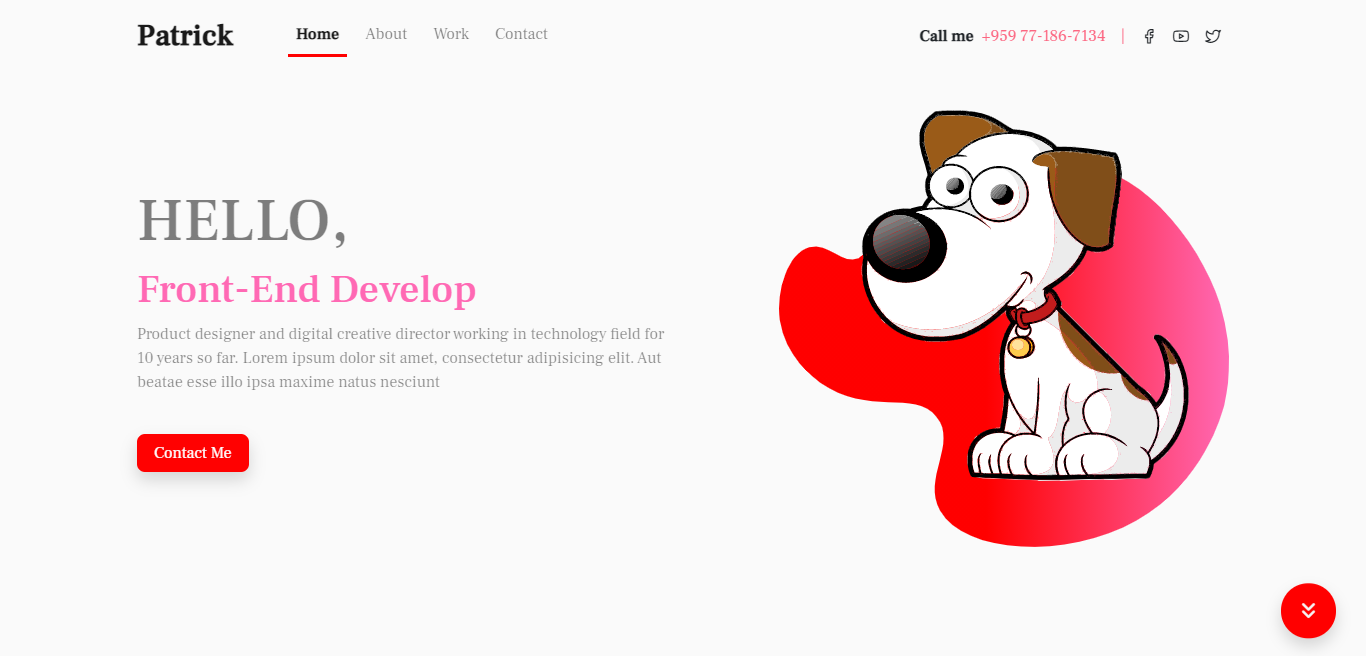 Patrick
Home About Work Contact
Call me +959 77-186-7134 |
HELLO,
Front-End Develop
Product designer and digital creative director working in technology field for
10 years so far. Lorem ipsum dolor sit amet, consectetur adipisicing elit. Aut
beatae esse illo ipsa maxime natus nesciunt
Contact Me